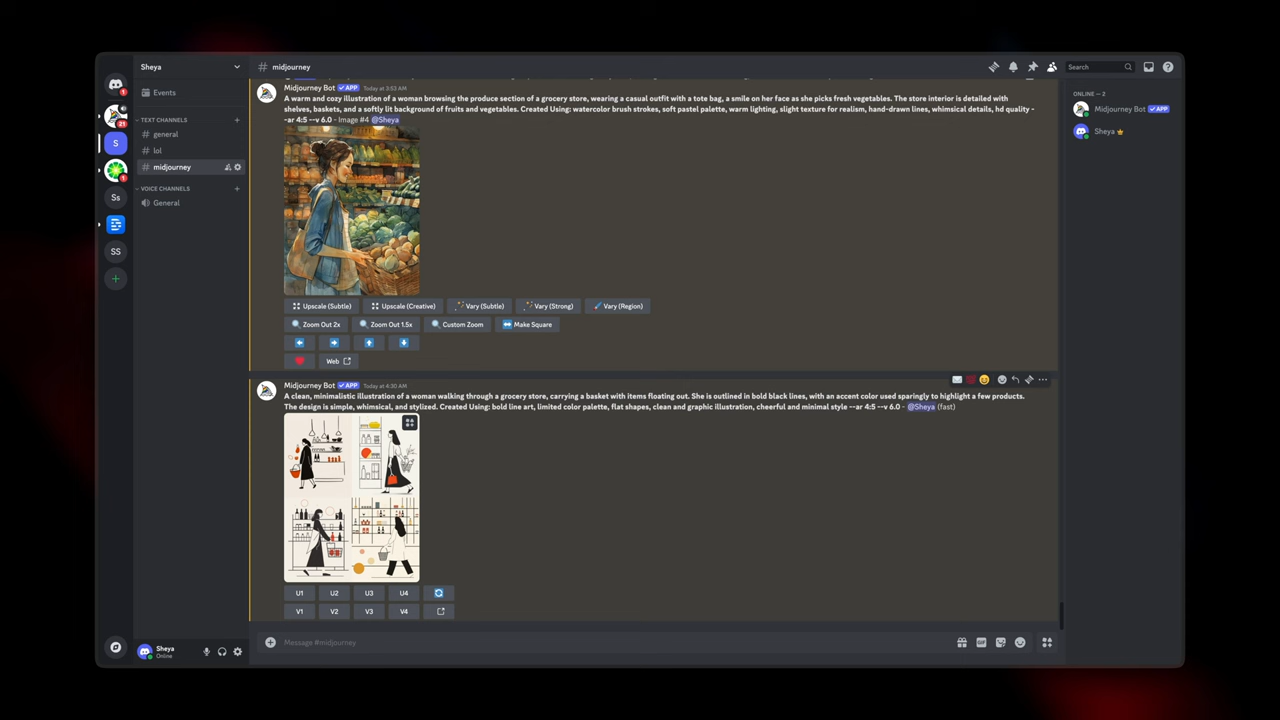 Sheya
# midjourney
Search
1
Events
ONLINE — 2
Midjourney Bot APP Today at 3:53 AM
A warm and cozy illustration of a woman browsing the produce section of a grocery store, wearing a casual outfit with a tote bag, a smile on her face as she picks fresh vegetables. The store interior is detailed with
shelves, baskets, and a softly lit background of fruits and vegetables. Created Using: watercolor brush strokes, soft pastel palette, warm lighting, slight texture for realism, hand-drawn lines, whimsical details, hd quality -
-ar 4:5 --v 6.0 - Image #4 @Sheya
Midjourney Bot APP
Sheya
TEXT CHANNELS
21
# general
S
# lol
# midjourney
1
VOICE CHANNELS
Ss
General
SS
Upscale (Subtle) Upscale (Creative) Vary (Subtle) Vary (Strong) Vary (Region)
Zoom Out 2x Zoom Out 1.5x Custom Zoom Make Square
Web
Midjourney Bot APP Today at 4:30 AM
A clean, minimalistic illustration of a woman walking through a grocery store, carrying a basket with items floating out. She is outlined in bold black lines, with an accent color used sparingly to highlight a few products.
The design is simple, whimsical, and stylized. Created Using: bold line art, limited color palette, flat shapes, clean and graphic illustration, cheerful and minimal style --ar 4:5 --v 6.0 - @Sheya (fast)
U1 U2 U3 U4
V1 V2 V3 V4
Message #midjourney
GIF
Sheya
Online